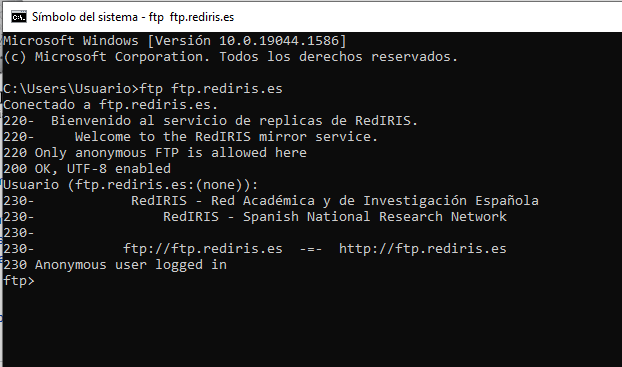 Símbolo del sistema - ftp ftp.rediris.es
Microsoft Windows [Versión 10.0.19044.1586]
(c) Microsoft Corporation. Todos los derechos reservados.
C:\Users\Usuario>ftp ftp.rediris.es
Conectado a ftp.rediris.es.
220-  Bienvenido al servicio de replicas de RedIRIS.
220-     Welcome to the RedIRIS mirror service.
220 Only anonymous FTP is allowed here
200 OK, UTF-8 enabled
Usuario (ftp.rediris.es:(none)):
230-            RedIRIS - Red Académica y de Investigación Española
230-                RedIRIS - Spanish National Research Network
230-
230-           ftp://ftp.rediris.es  -=-  http://ftp.rediris.es
230 Anonymous user logged in
ftp>